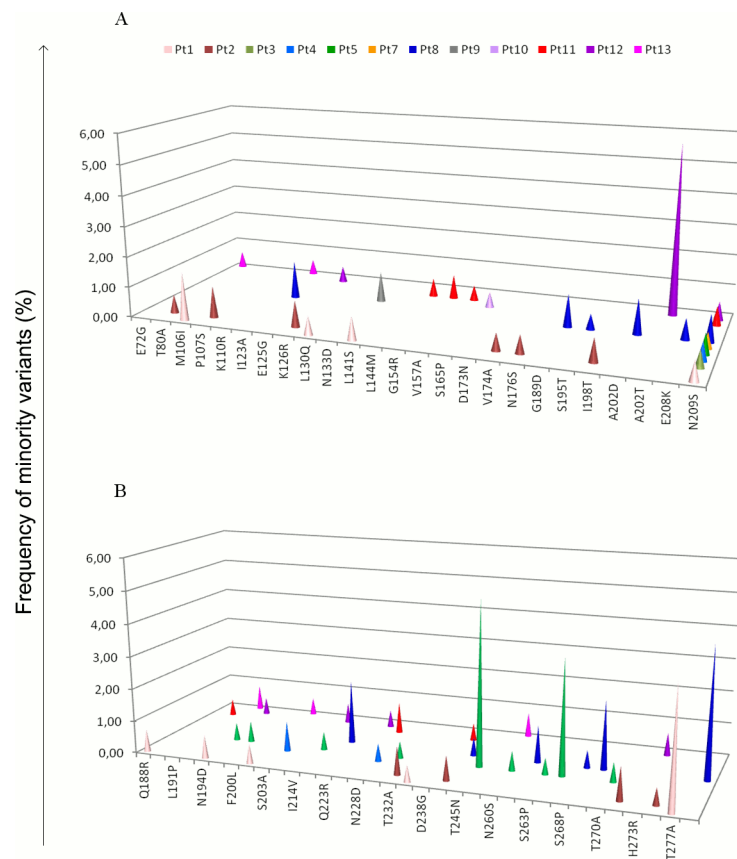 A
Pt1 Pt2 Pt3 Pt4 Pt5 Pt7 Pt8 Pt9 Pt10 Pt11 Pt12 Pt13
Frequency of minority variants (%)
6,00
5,00
4,00
3,00
2,00
1,00
0,00
E72G
T80A
M106I
P107S
K110R
I123A
E125G
K126R
L130Q
N133D
L141S
L144M
G154R
V157A
S165P
D173N
V174A
N176S
G189D
S195T
I198T
A202D
A202T
E208K
N209S
B
6,00
5,00
4,00
3,00
2,00
1,00
0,00
Q188R
L191P
N194D
F200L
S203A
I214V
Q223R
N228D
T232A
D238G
T245N
N260S
S263P
S268P
T270A
H273R
T277A